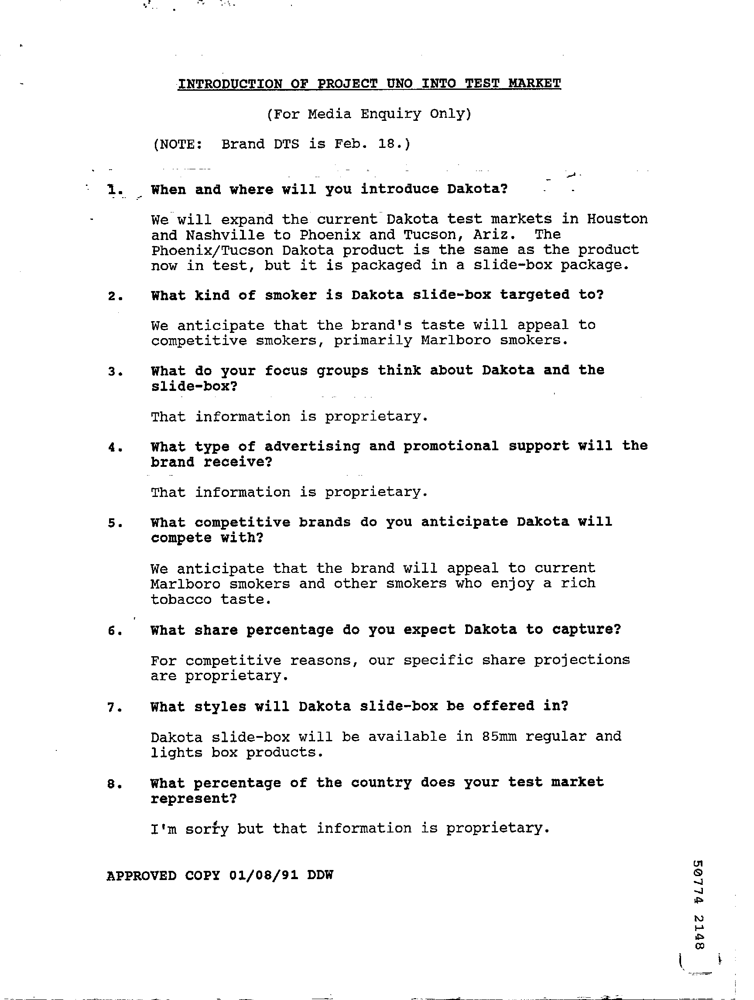 INTRODUCTION OF PROJECT UNO INTO TEST MARKET
(For Media Enquiry Only)
(NOTE: Brand DTS is Feb. 18.)
1. When and where will you introduce Dakota?
We will expand the current Dakota test markets in Houston
and Nashville to Phoenix and Tucson, Ariz. The
Phoenix/Tucson Dakota product is the same as the product
now in test, but it is packaged in a slide-box package.
2. What kind of smoker is Dakota slide-box targeted to?
We anticipate that the brand's taste will appeal to
competitive smokers, primarily Marlboro smokers.
3. What do your focus groups think about Dakota and the
slide-box?
That information is proprietary.
4. What type of advertising and promotional support will the
brand receive?
That information is proprietary.
5. What competitive brands do you anticipate Dakota will
compete with?
We anticipate that the brand will appeal to current
Marlboro smokers and other smokers who enjoy a rich
tobacco taste.
6. What share percentage do you expect Dakota to capture?
For competitive reasons, our specific share projections
are proprietary.
7. What styles will Dakota slide-box be offered in?
Dakota slide-box will be available in 85mm regular and
lights box products.
8. What percentage of the country does your test market
represent?
I'm sorry but that information is proprietary.
APPROVED COPY 01/08/91 DDW
50774 2148